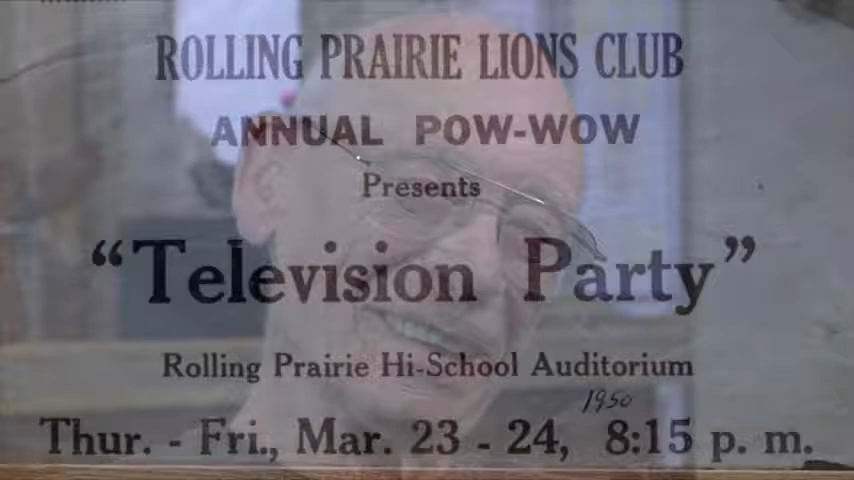 ROLLING PRAIRIE LIONS CLUB
ANNUAL POW-WOW
Presents
"Television Party"
Rolling Prairie Hi-School Auditorium
1950
Thur. - Fri., Mar. 23 - 24, 8:15 p. m.